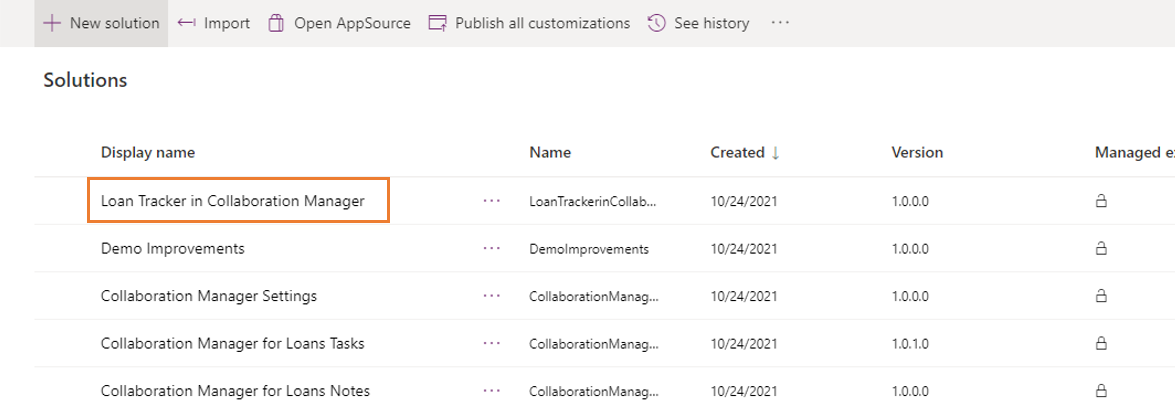 New solution Import Open AppSource Publish all customizations See history ...
Solutions
Display name Name Created ↓ Version Managed e
Loan Tracker in Collaboration Manager ... LoanTrackerinCollab... 10/24/2021 1.0.0.0
Demo Improvements ... DemoImprovements 10/24/2021 1.0.0.0
Collaboration Manager Settings ... CollaborationManag... 10/24/2021 1.0.0.0
Collaboration Manager for Loans Tasks ... CollaborationManag... 10/24/2021 1.0.1.0
Collaboration Manager for Loans Notes ... CollaborationManag... 10/24/2021 1.0.0.0